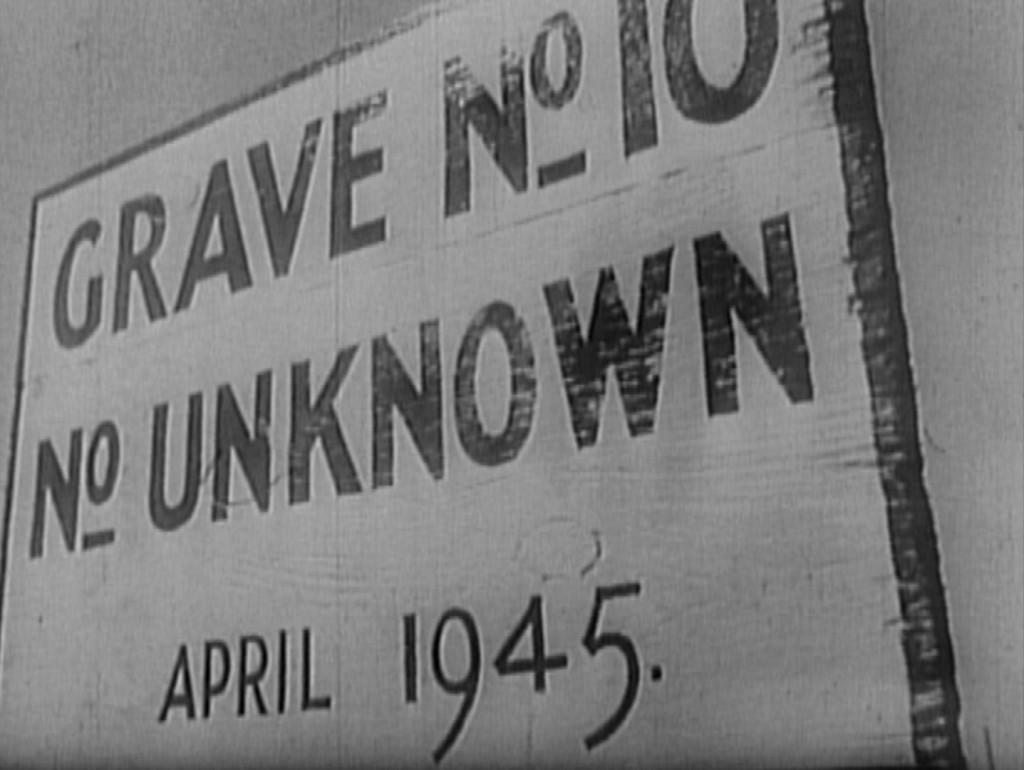 GRAVE No 10
No UNKNOWN
APRIL 1945.